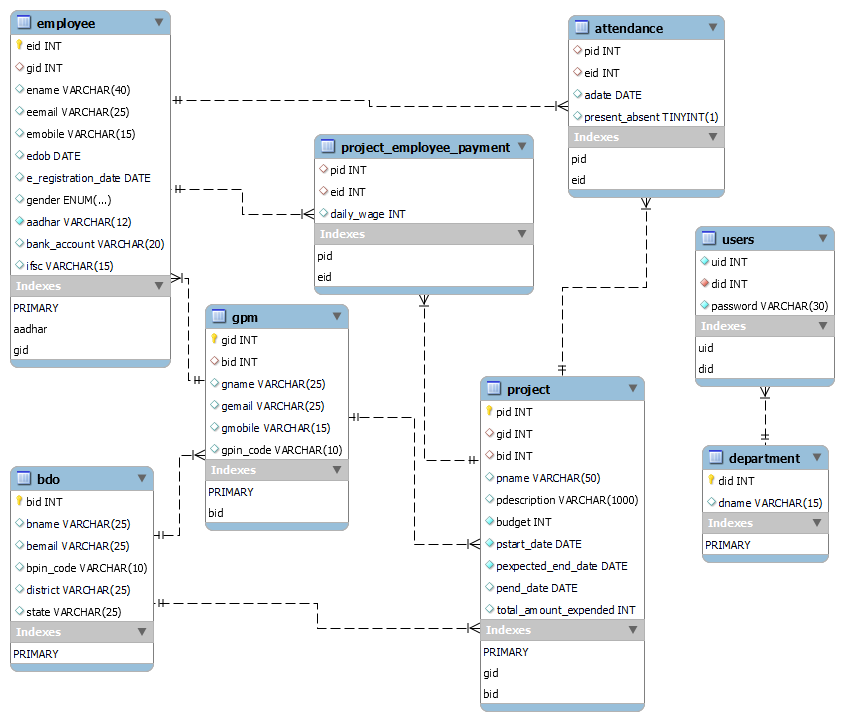 employee
eid INT
gid INT
ename VARCHAR(40)
eemail VARCHAR(25)
emobile VARCHAR(15)
edob DATE
e_registration_date DATE
gender ENUM(...)
aadhar VARCHAR(12)
bank_account VARCHAR(20)
ifsc VARCHAR(15)
Indexes
PRIMARY
aadhar
gid
attendance
pid INT
eid INT
adate DATE
present_absent TINYINT(1)
Indexes
pid
eid
project_employee_payment
pid INT
eid INT
daily_wage INT
Indexes
pid
eid
users
uid INT
did INT
password VARCHAR(30)
Indexes
uid
did
gpm
gid INT
bid INT
gname VARCHAR(25)
gemail VARCHAR(25)
gmobile VARCHAR(15)
gpin_code VARCHAR(10)
Indexes
PRIMARY
bid
project
pid INT
gid INT
bid INT
pname VARCHAR(50)
pdescription VARCHAR(1000)
budget INT
pstart_date DATE
pexpected_end_date DATE
pend_date DATE
total_amount_expended INT
Indexes
PRIMARY
gid
bid
department
did INT
dname VARCHAR(15)
Indexes
PRIMARY
bdo
bid INT
bname VARCHAR(25)
bemail VARCHAR(25)
bpin_code VARCHAR(10)
district VARCHAR(25)
state VARCHAR(25)
Indexes
PRIMARY